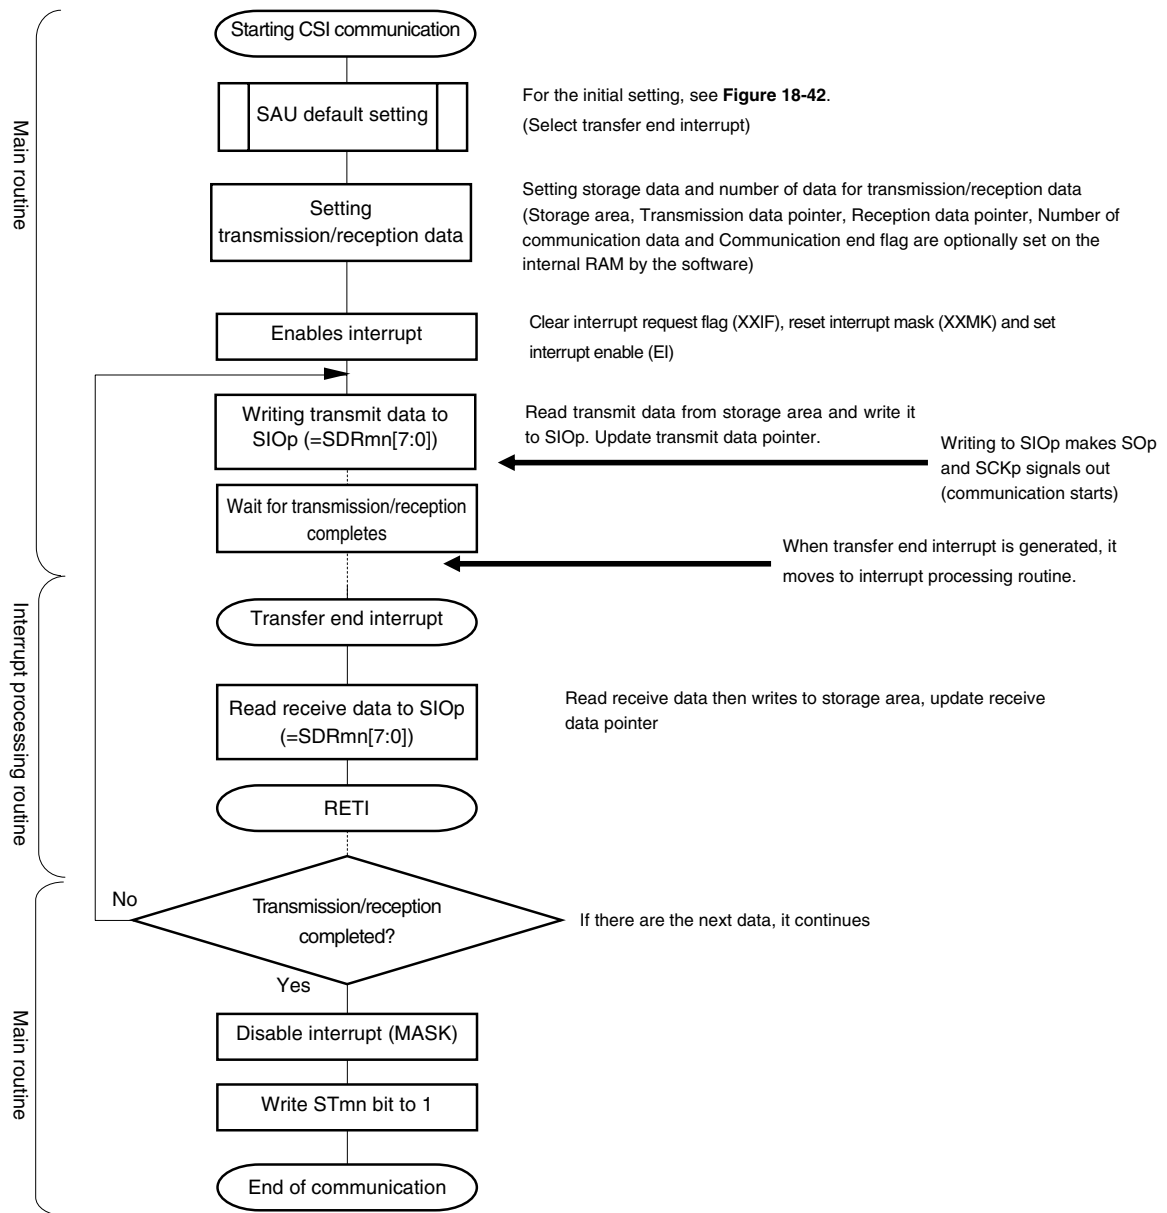 Starting CSI communication
Main routine
SAU default setting
For the initial setting, see Figure 18-42.
(Select transfer end interrupt)
Setting
transmission/reception data
Setting storage data and number of data for transmission/reception data
(Storage area, Transmission data pointer, Reception data pointer, Number of
communication data and Communication end flag are optionally set on the
internal RAM by the software)
Enables interrupt
Clear interrupt request flag (XXIF), reset interrupt mask (XXMK) and set
interrupt enable (EI)
Writing transmit data to
SIOp (=SDRmn[7:0])
Read transmit data from storage area and write it
to SIOp. Update transmit data pointer.
Writing to SIOp makes SOp
and SCKp signals out
(communication starts)
Wait for transmission/reception
completes
When transfer end interrupt is generated, it
moves to interrupt processing routine.
Interrupt processing routine
Transfer end interrupt
Read receive data to SIOp
(=SDRmn[7:0])
Read receive data then writes to storage area, update receive
data pointer
RETI
No
Transmission/reception
completed?
If there are the next data, it continues
Yes
Main routine
Disable interrupt (MASK)
Write STmn bit to 1
End of communication